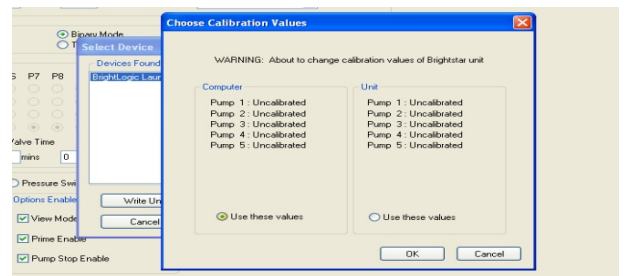 Choose Calibration Values
Binary Mode
Select Device
WARNING: About to change calibration values of Brightstar unit
Devices Found
BrightLogic Laun
P7 P8
Computer
Unit
Pump 1 : Uncalibrated
Pump 2 : Uncalibrated
Pump 3 : Uncalibrated
Pump 4 : Uncalibrated
Pump 5 : Uncalibrated
Pump 1 : Uncalibrated
Pump 2 : Uncalibrated
Pump 3 : Uncalibrated
Pump 4 : Uncalibrated
Pump 5 : Uncalibrated
Valve Time
mins 0
Pressure Swi
Options Enable
Write Un
View Mode
Cancel
Use these values
Use these values
Prime Enable
Pump Stop Enable
OK Cancel